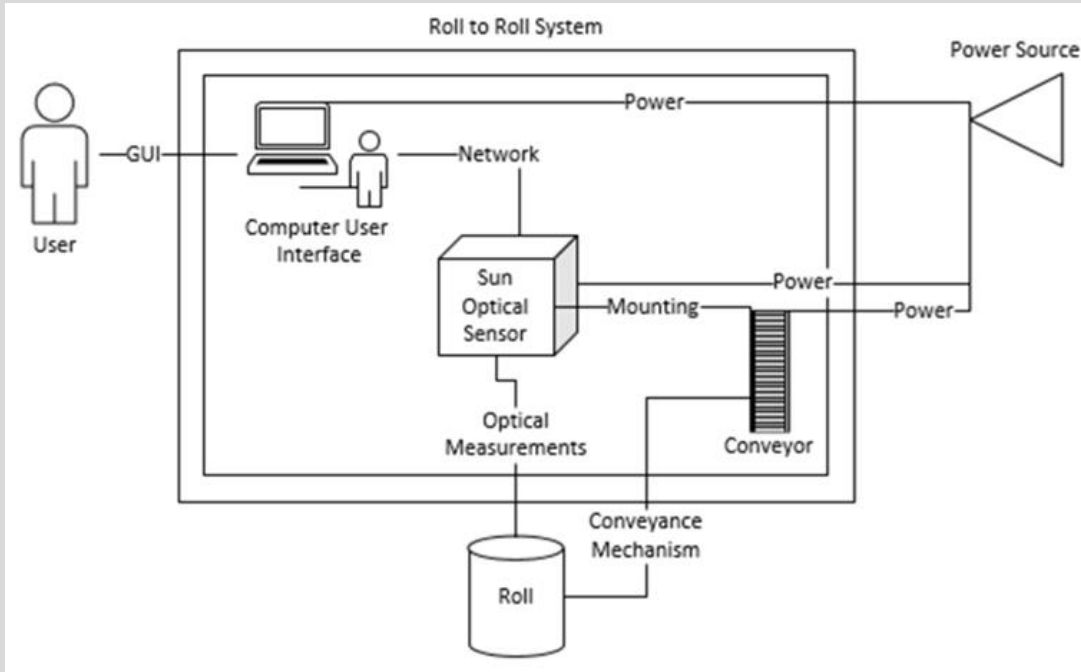 Roll to Roll System
Power Source
Power
GUI
Network
User
Computer User
Interface
Sun
Optical
Sensor
Power
Mounting
Power
Optical
Measurements
Conveyor
Conveyance
Mechanism
Roll